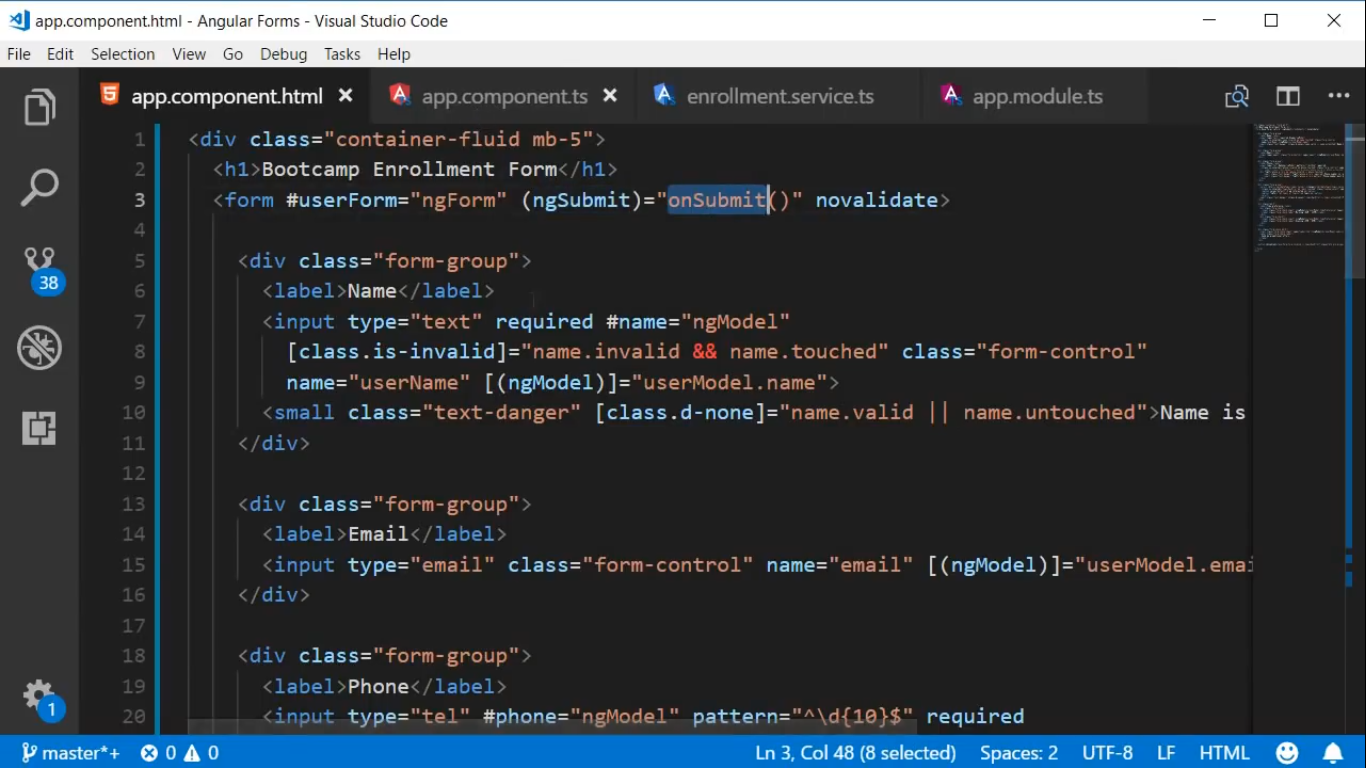 app.component.html - Angular Forms - Visual Studio Code
File Edit Selection View Go Debug Tasks Help
app.component.html app.component.ts enrollment.service.ts app.module.ts
1 <div class="container-fluid mb-5">
2 <h1>Bootcamp Enrollment Form</h1>
3 <form #userForm="ngForm" (ngSubmit)="onSubmit()" novalidate>
4
5 <div class="form-group">
6 <label>Name</label>
7 <input type="text" required #name="ngModel"
8 [class.is-invalid]="name.invalid && name.touched" class="form-control"
9 name="userName" [(ngModel)]="userModel.name">
10 <small class="text-danger" [class.d-none]="name.valid || name.untouched">Name is
11 </div>
12
13 <div class="form-group">
14 <label>Email</label>
15 <input type="email" class="form-control" name="email" [(ngModel)]="userModel.emai
16 </div>
17
18 <div class="form-group">
19 <label>Phone</label>
20 <input type="tel" #phone="ngModel" pattern="^\d{10}$" required
38
1
master*+ 0 0 Ln 3, Col 48 (8 selected) Spaces: 2 UTF-8 LF HTML